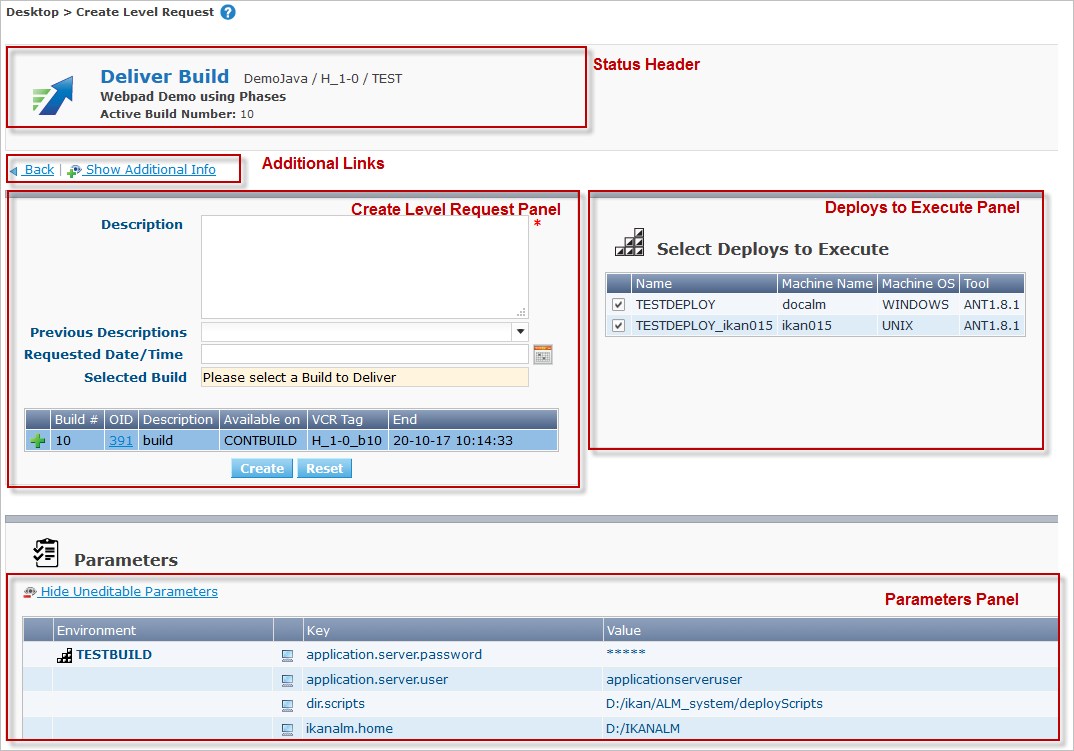 Desktop > Create Level Request ?
Deliver Build DemoJava / H_1-0 / TEST
Webpad Demo using Phases
Active Build Number: 10
Status Header
Back | Show Additional Info
Additional Links
Create Level Request Panel
Description *
Previous Descriptions
Requested Date/Time
Selected Build Please select a Build to Deliver
Build # OID Description Available on VCR Tag End
10 391 build CONTBUILD H_1-0_b10 20-10-17 10:14:33
Create Reset
Deploys to Execute Panel
Select Deploys to Execute
Name Machine Name Machine OS Tool
TESTDEPLOY docalm WINDOWS ANT1.8.1
TESTDEPLOY_ikan015 ikan015 UNIX ANT1.8.1
Parameters
Hide Uneditable Parameters
Parameters Panel
Environment Key Value
TESTBUILD application.server.password *****
application.server.user applicationserveruser
dir.scripts D:/ikan/ALM_system/deployScripts
ikanalm.home D:/IKANALM